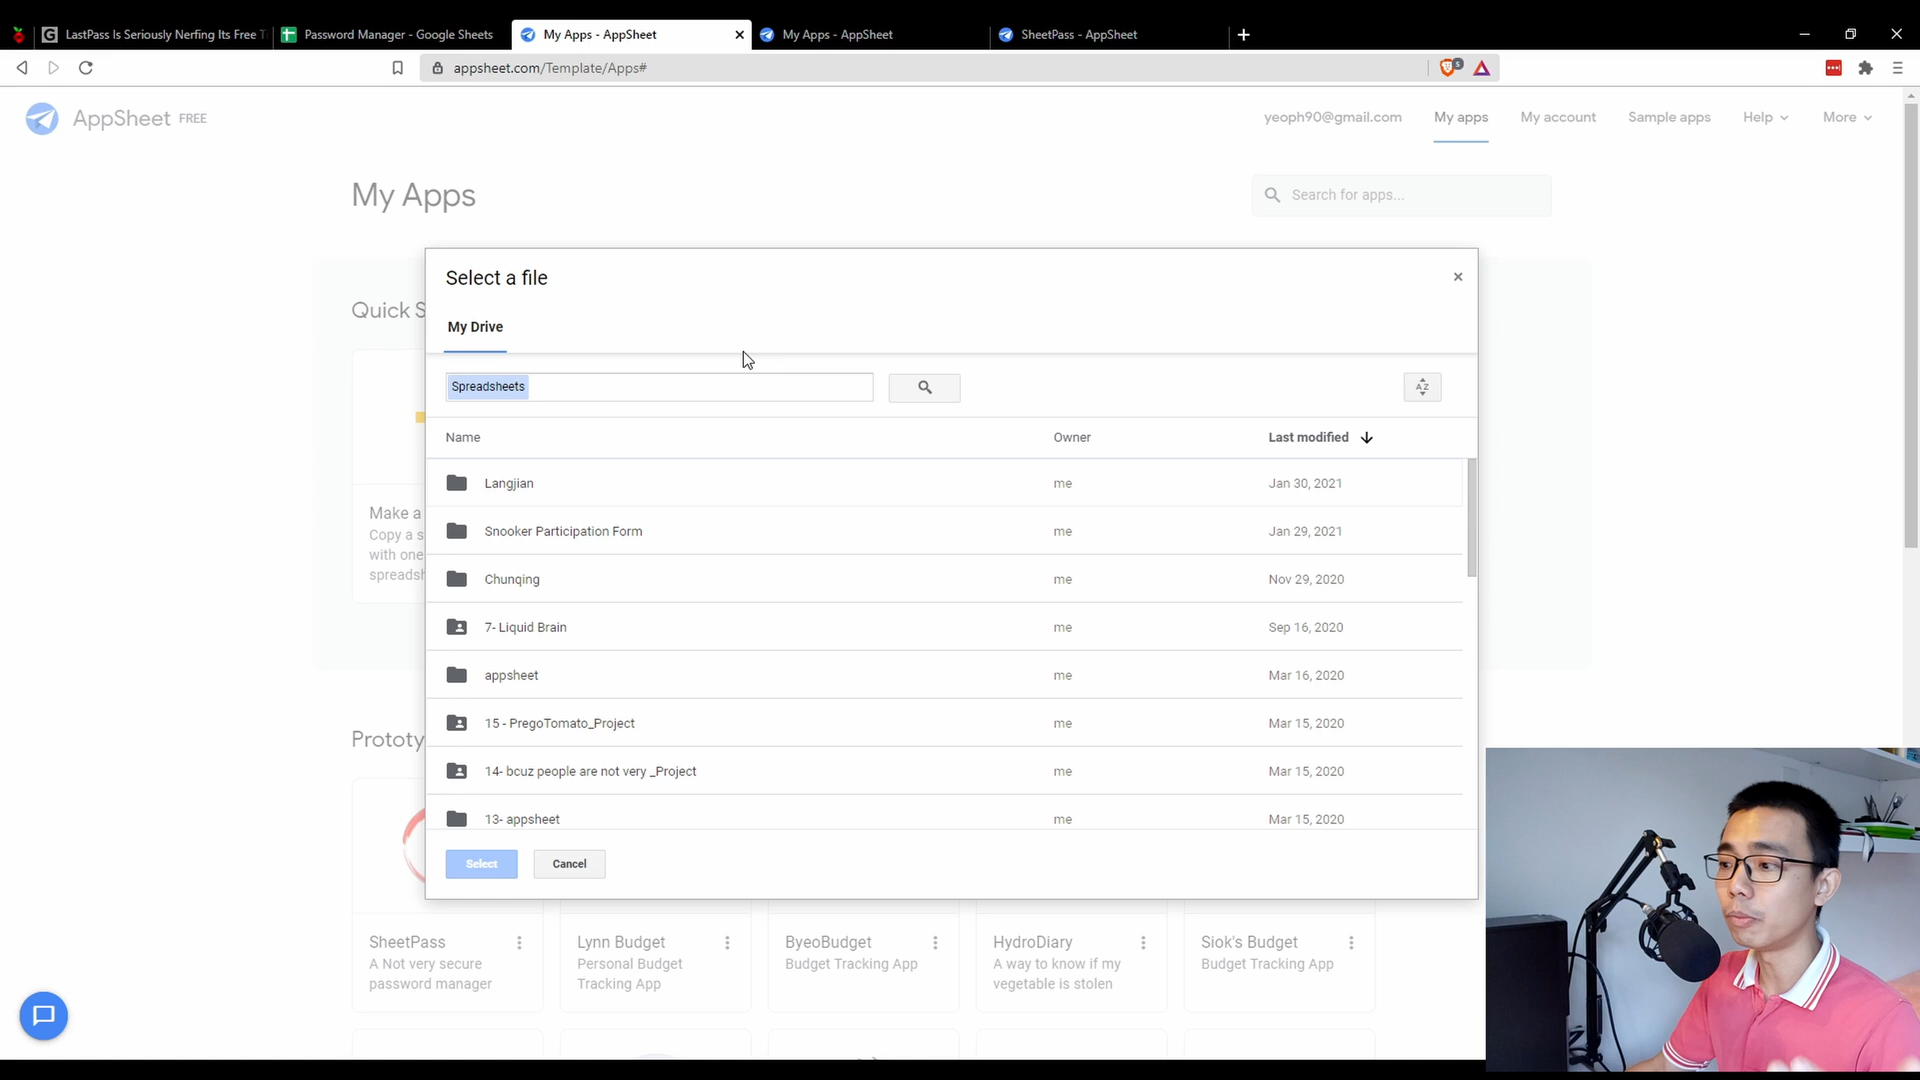 LastPass Is Seriously Nerfing Its Free T
Password Manager - Google Sheets
My Apps - AppSheet
My Apps - AppSheet
SheetPass - AppSheet
appsheet.com/Template/Apps#
AppSheet FREE
yeoph90@gmail.com
My apps
My account
Sample apps
Help
More
My Apps
Search for apps...
Quick S
Select a file
My Drive
Spreadsheets
Name
Owner
Last modified
Langjian
me
Jan 30, 2021
Snooker Participation Form
me
Jan 29, 2021
Chunqing
me
Nov 29, 2020
7- Liquid Brain
me
Sep 16, 2020
appsheet
me
Mar 16, 2020
15 - PregoTomato_Project
me
Mar 15, 2020
14- bcuz people are not very _Project
me
Mar 15, 2020
13- appsheet
me
Mar 15, 2020
Select
Cancel
Make a
Copy a s
with one
spreadsh
Prototy
SheetPass
A Not very secure
password manager
Lynn Budget
Personal Budget
Tracking App
ByeoBudget
Budget Tracking App
HydroDiary
A way to know if my
vegetable is stolen
Siok's Budget
Budget Tracking App